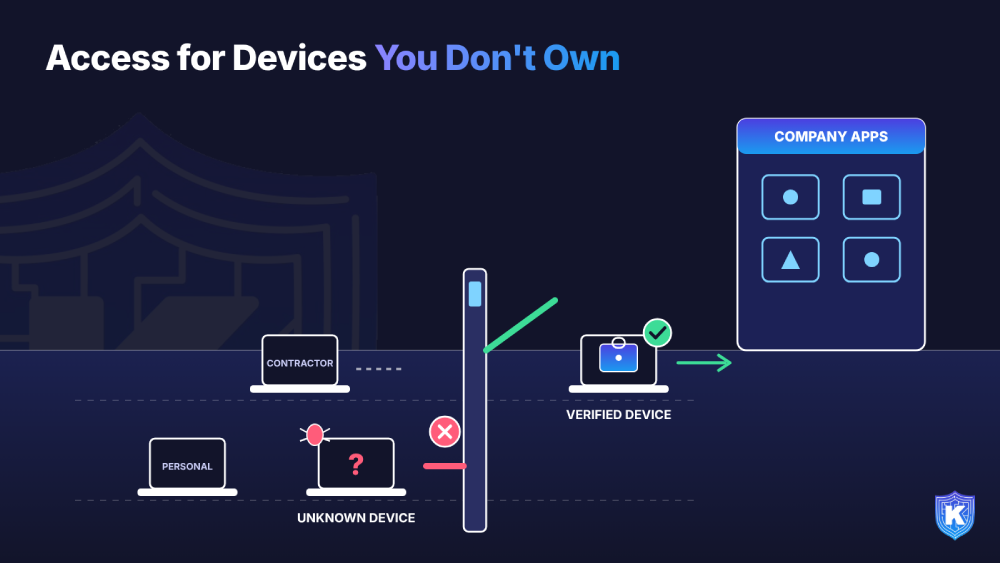 Access for Devices You Don't Own
COMPANY APPS
CONTRACTOR
VERIFIED DEVICE
PERSONAL
?
UNKNOWN DEVICE
K